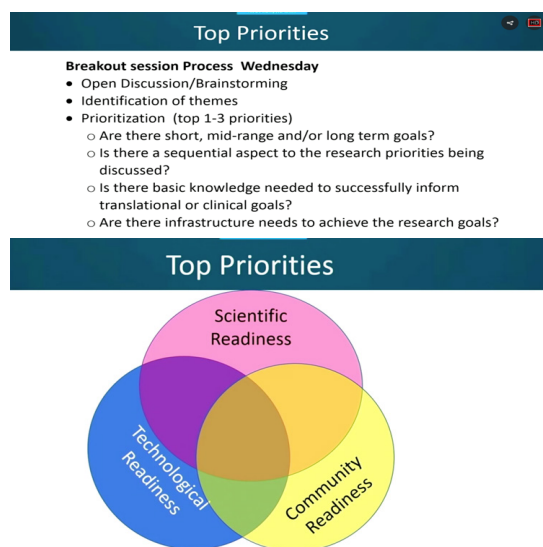 Top Priorities
Breakout session Process  Wednesday
• Open Discussion/Brainstorming
• Identification of themes
• Prioritization  (top 1-3 priorities)
o Are there short, mid-range and/or long term goals?
o Is there a sequential aspect to the research priorities being
discussed?
o Is there basic knowledge needed to successfully inform
translational or clinical goals?
o Are there infrastructure needs to achieve the research goals?
Top Priorities
Scientific
Readiness
Technological
Readiness
Community
Readiness